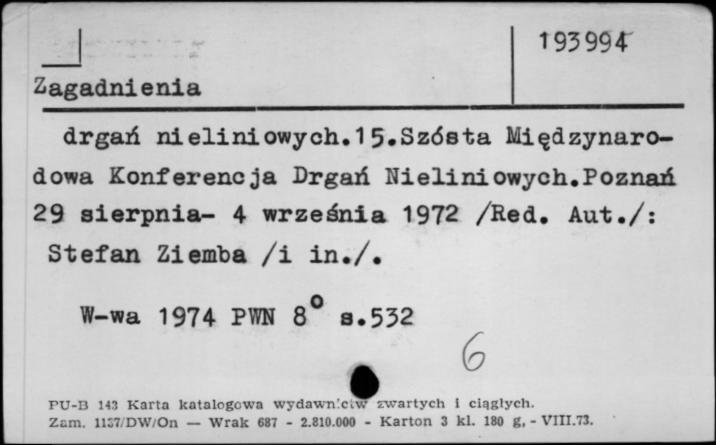 193994
Zagadnienia
drgań nieliniowych.15.Szósta Międzynaro-
dowa Konferencja Drgań Nieliniowych.Poznań
29 sierpnia- 4 września 1972 /Red. Aut./:
Stefan Ziemba /i in./.
W-wa 1974 PWN 8° s.532
6
PU-B 143 Karta katalogowa wydawnictw zwartych i ciągłych.
Zam. 1137/DW/On — Wrak 687 - 2.810.000 - Karton 3 kl. 180 g, - VIII.73.